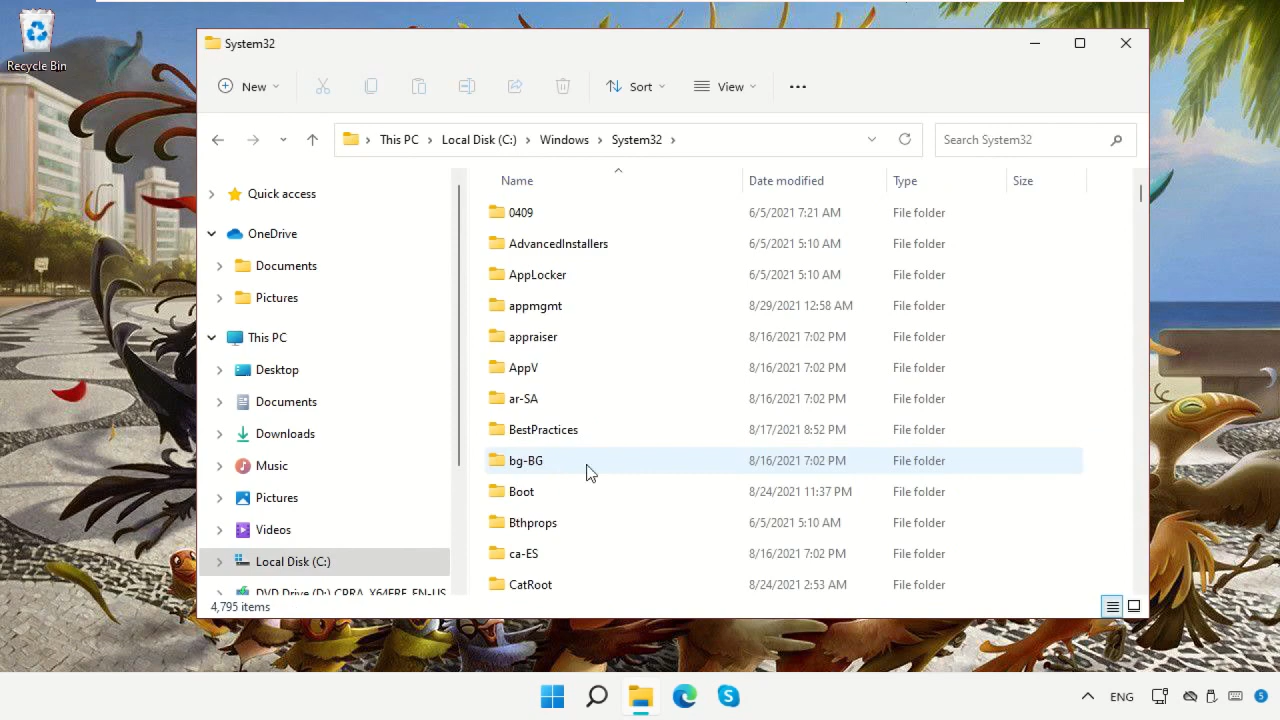 Recycle Bin
System32
New
Sort
View
This PC
Local Disk (C:)
Windows
System32
Search System32
Quick access
OneDrive
Documents
Pictures
This PC
Desktop
Documents
Downloads
Music
Pictures
Videos
Local Disk (C:)
DVD Drive (D:) CPRA_X64FRE_EN-US
Name Date modified Type Size
0409 6/5/2021 7:21 AM File folder
AdvancedInstallers 6/5/2021 5:10 AM File folder
AppLocker 6/5/2021 5:10 AM File folder
appmgmt 8/29/2021 12:58 AM File folder
appraiser 8/16/2021 7:02 PM File folder
AppV 8/16/2021 7:02 PM File folder
ar-SA 8/16/2021 7:02 PM File folder
BestPractices 8/17/2021 8:52 PM File folder
bg-BG 8/16/2021 7:02 PM File folder
Boot 8/24/2021 11:37 PM File folder
Bthprops 6/5/2021 5:10 AM File folder
ca-ES 8/16/2021 7:02 PM File folder
CatRoot 8/24/2021 2:53 AM File folder
4,795 items
ENG
5